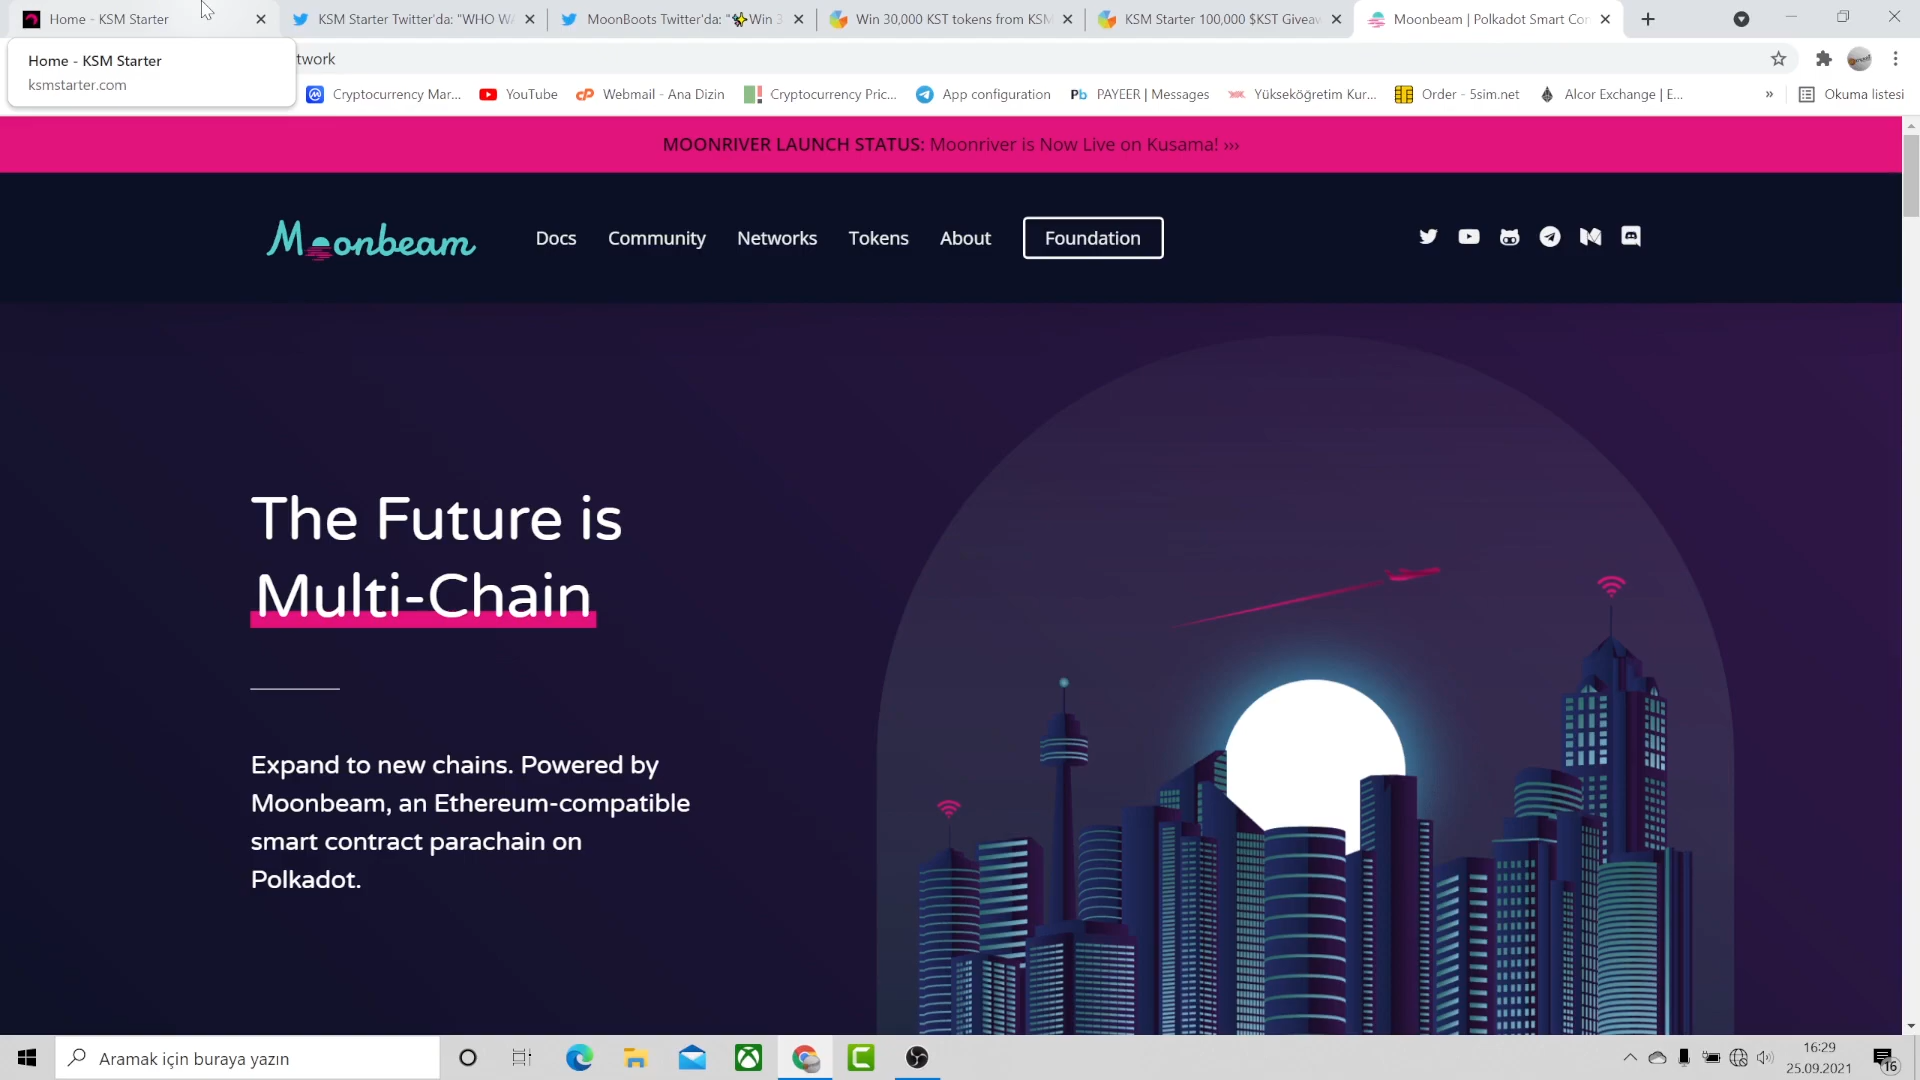 Home - KSM Starter
KSM Starter Twitter'da: "WHO WA
MoonBoots Twitter'da: "✨Win 3
Win 30,000 KST tokens from KSM
KSM Starter 100,000 $KST Giveaw
Moonbeam | Polkadot Smart Con
Home - KSM Starter
ksmstarter.com
twork
Cryptocurrency Mar...
YouTube
Webmail - Ana Dizin
Cryptocurrency Pric...
App configuration
PAYEER | Messages
Yükseköğretim Kur...
Order - 5sim.net
Alcor Exchange | E...
»
Okuma listesi
MOONRIVER LAUNCH STATUS: Moonriver is Now Live on Kusama! ›››
Moonbeam
Docs
Community
Networks
Tokens
About
Foundation
The Future is
Multi-Chain
Expand to new chains. Powered by
Moonbeam, an Ethereum-compatible
smart contract parachain on
Polkadot.
Aramak için buraya yazın
16:29
25.09.2021
16